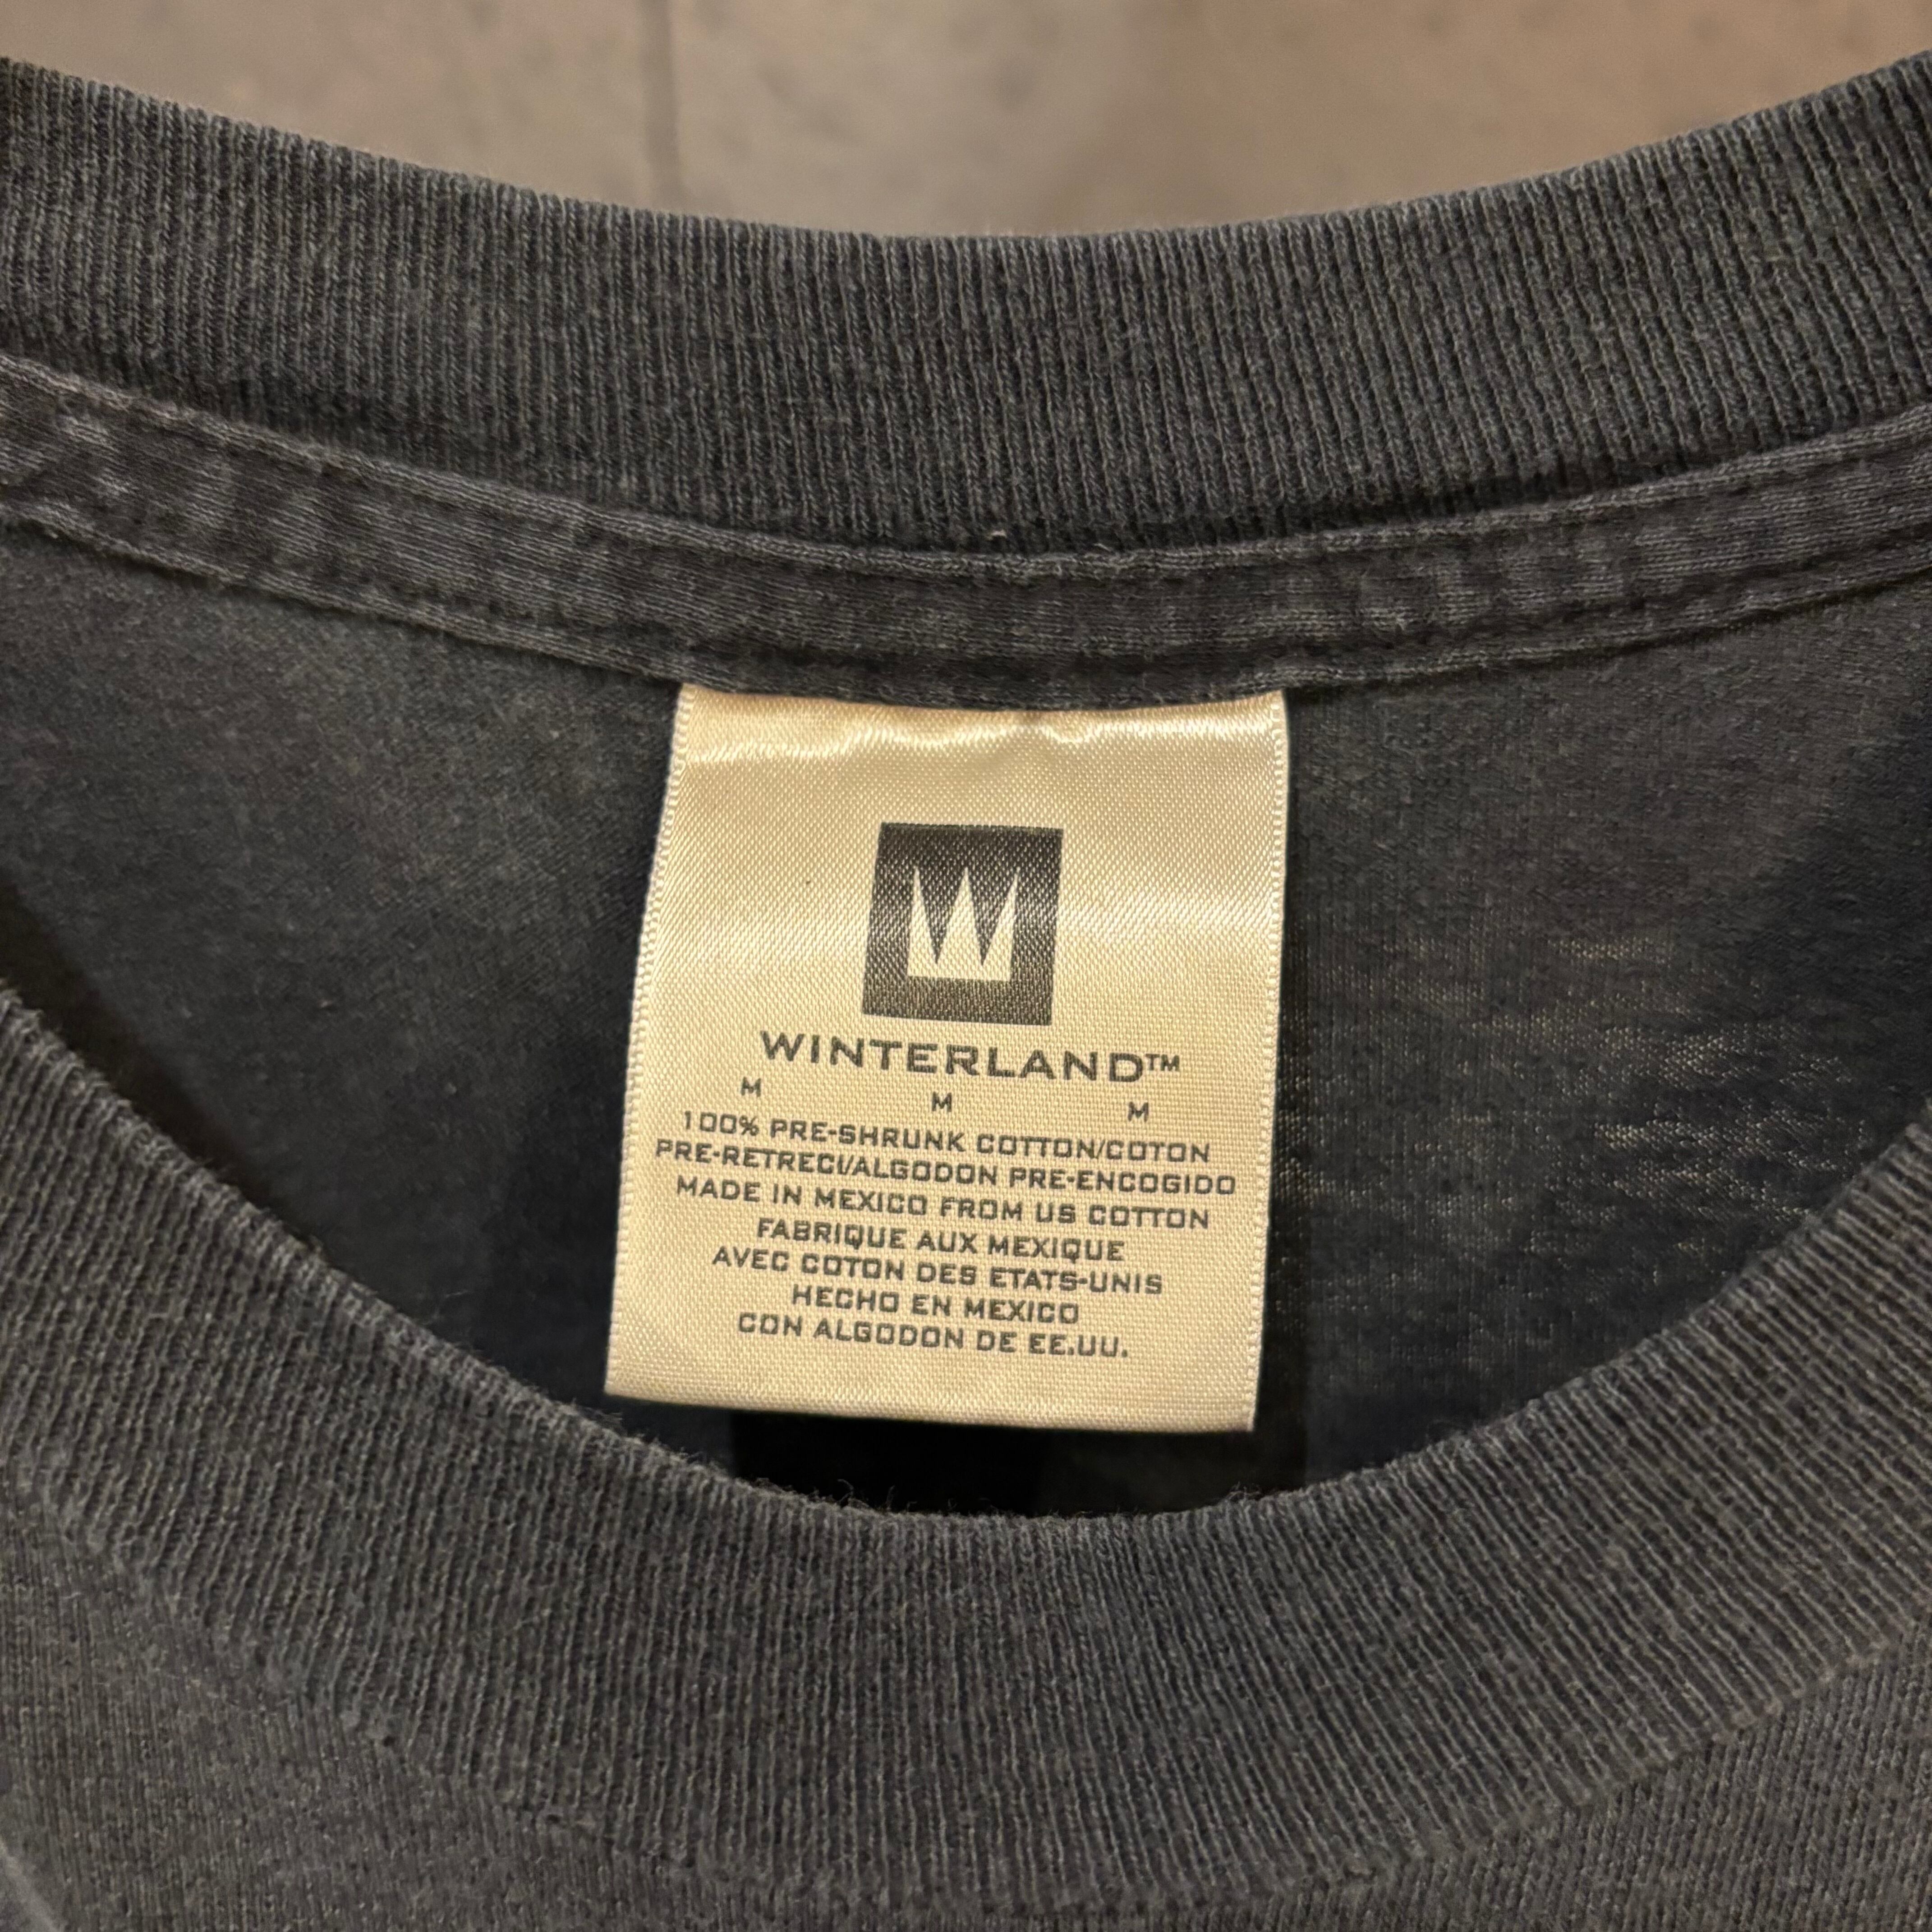 W
WINTERLAND™
M M M
100% PRE-SHRUNK COTTON/COTON
PRE-RETRECI/ALGODON PRE-ENCOGIDO
MADE IN MEXICO FROM US COTTON
FABRIQUE AUX MEXIQUE
AVEC COTON DES ETATS-UNIS
HECHO EN MEXICO
CON ALGODON DE EE.UU.